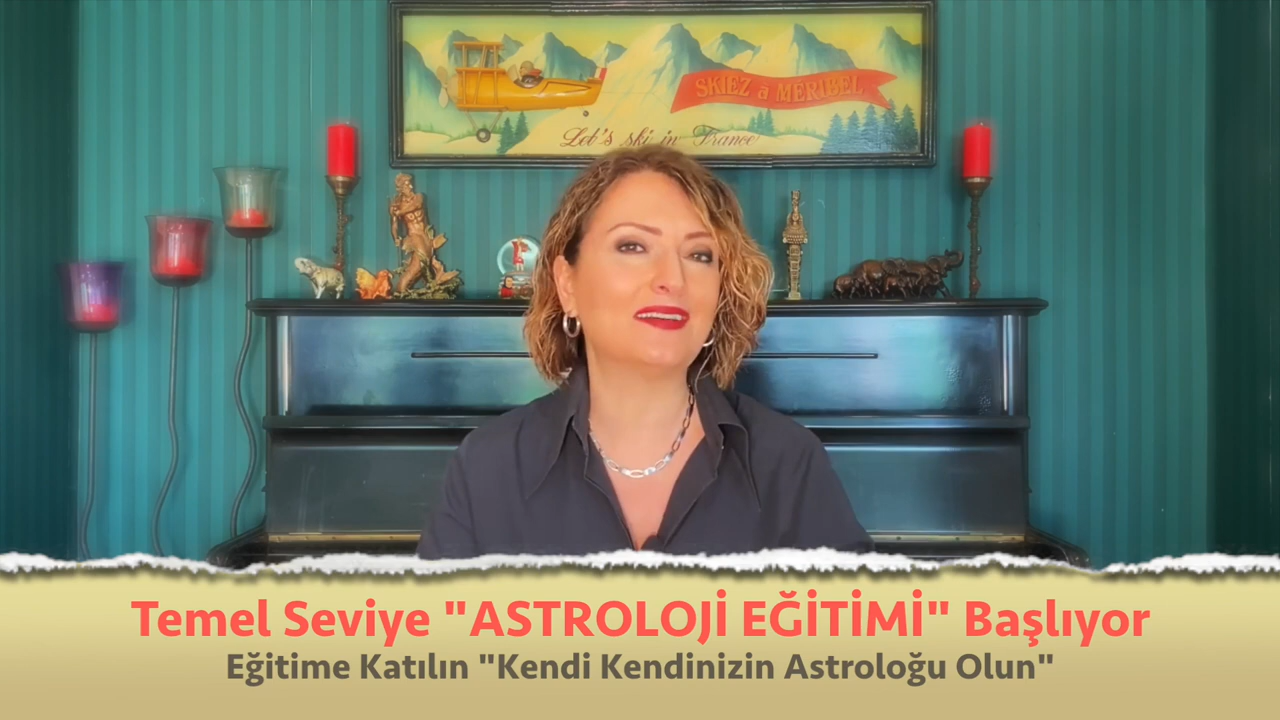 SKIEZ a MERIBEL
Let's ski in France
Temel Seviye "ASTROLOJİ EĞİTİMİ" Başlıyor
Eğitime Katılın "Kendi Kendinizin Astroloğu Olun"